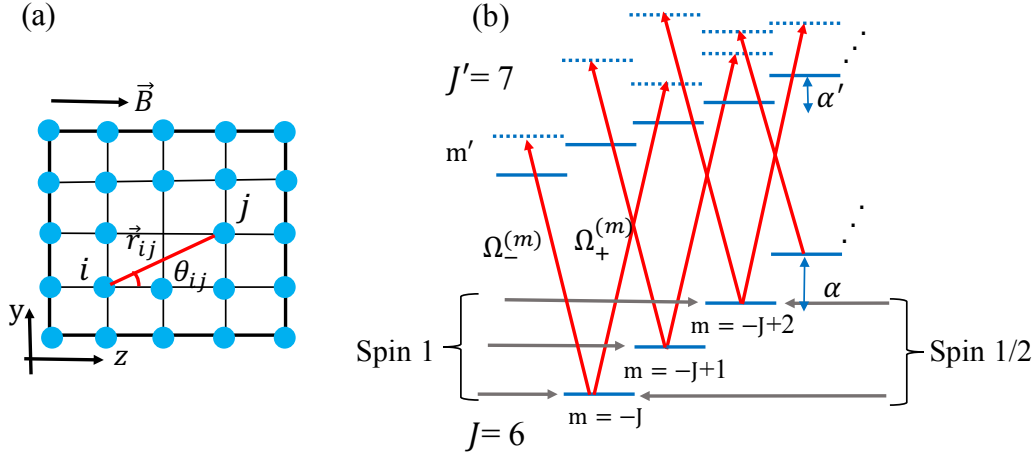 (a)
B⃗
j
r⃗ij
i
θij
y
z
(b)
J′= 7
α′
m′
Ω−(m)
Ω+(m)
α
m = −J+2
Spin 1
m = −J+1
Spin 1/2
m = −J
J= 6